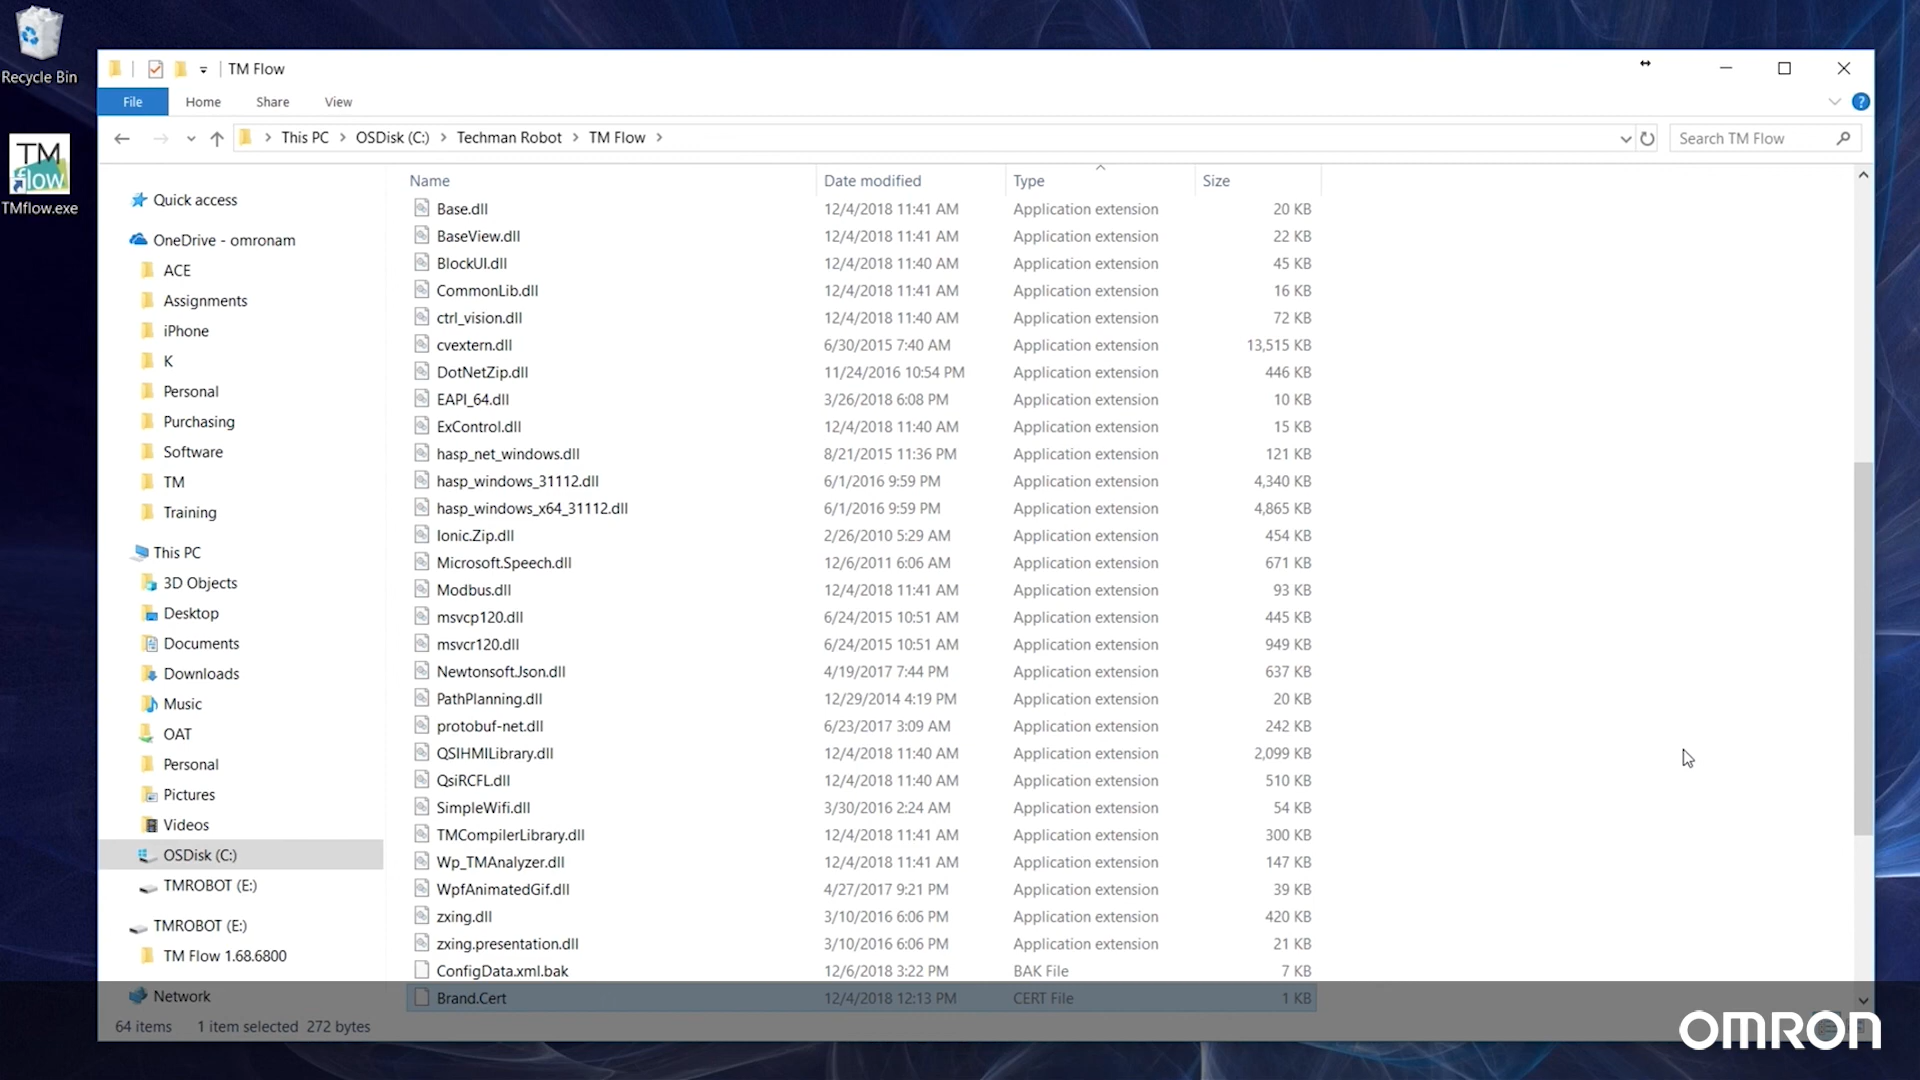 Recycle Bin
TM
flow
TMflow.exe
TM Flow
File Home Share View
This PC > OSDisk (C:) > Techman Robot > TM Flow >
Search TM Flow
Quick access
OneDrive - omronam
ACE
Assignments
iPhone
K
Personal
Purchasing
Software
TM
Training
This PC
3D Objects
Desktop
Documents
Downloads
Music
OAT
Personal
Pictures
Videos
OSDisk (C:)
TMROBOT (E:)
TMROBOT (E:)
TM Flow 1.68.6800
Network
Name Date modified Type Size
Base.dll 12/4/2018 11:41 AM Application extension 20 KB
BaseView.dll 12/4/2018 11:41 AM Application extension 22 KB
BlockUI.dll 12/4/2018 11:40 AM Application extension 45 KB
CommonLib.dll 12/4/2018 11:41 AM Application extension 16 KB
ctrl_vision.dll 12/4/2018 11:40 AM Application extension 72 KB
cvextern.dll 6/30/2015 7:40 AM Application extension 13,515 KB
DotNetZip.dll 11/24/2016 10:54 PM Application extension 446 KB
EAPI_64.dll 3/26/2018 6:08 PM Application extension 10 KB
ExControl.dll 12/4/2018 11:40 AM Application extension 15 KB
hasp_net_windows.dll 8/21/2015 11:36 PM Application extension 121 KB
hasp_windows_31112.dll 6/1/2016 9:59 PM Application extension 4,340 KB
hasp_windows_x64_31112.dll 6/1/2016 9:59 PM Application extension 4,865 KB
Ionic.Zip.dll 2/26/2010 5:29 AM Application extension 454 KB
Microsoft.Speech.dll 12/6/2011 6:06 AM Application extension 671 KB
Modbus.dll 12/4/2018 11:41 AM Application extension 93 KB
msvcp120.dll 6/24/2015 10:51 AM Application extension 445 KB
msvcr120.dll 6/24/2015 10:51 AM Application extension 949 KB
Newtonsoft.Json.dll 4/19/2017 7:44 PM Application extension 637 KB
PathPlanning.dll 12/29/2014 4:19 PM Application extension 20 KB
protobuf-net.dll 6/23/2017 3:09 AM Application extension 242 KB
QSIHMILibrary.dll 12/4/2018 11:40 AM Application extension 2,099 KB
QsiRCFL.dll 12/4/2018 11:40 AM Application extension 510 KB
SimpleWifi.dll 3/30/2016 2:24 AM Application extension 54 KB
TMCompilerLibrary.dll 12/4/2018 11:41 AM Application extension 300 KB
Wp_TMAnalyzer.dll 12/4/2018 11:41 AM Application extension 147 KB
WpfAnimatedGif.dll 4/27/2017 9:21 PM Application extension 39 KB
zxing.dll 3/10/2016 6:06 PM Application extension 420 KB
zxing.presentation.dll 3/10/2016 6:06 PM Application extension 21 KB
ConfigData.xml.bak 12/6/2018 3:22 PM BAK File 7 KB
Brand.Cert 12/4/2018 12:13 PM CERT File 1 KB
64 items 1 item selected 272 bytes
OMRON